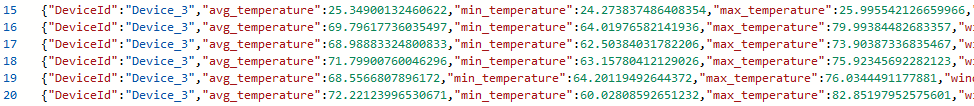 15 {"DeviceId":"Device_3","avg_temperature":25.34900132460622,"min_temperature":24.273837486408354,"max_temperature":25.995542126659966,"wi
16 {"DeviceId":"Device_3","avg_temperature":69.79617736035497,"min_temperature":64.01976582141936,"max_temperature":79.99384482683357,"w
17 {"DeviceId":"Device_3","avg_temperature":68.98883324800833,"min_temperature":62.50384031782206,"max_temperature":73.90387336835467,"w
18 {"DeviceId":"Device_3","avg_temperature":71.79900760046296,"min_temperature":63.15780412129026,"max_temperature":75.92345692282123,"w
19 {"DeviceId":"Device_3","avg_temperature":68.5566807896172,"min_temperature":64.20119492644372,"max_temperature":76.0344491177881,"win
20 {"DeviceId":"Device_3","avg_temperature":72.22123996530671,"min_temperature":60.02808592651232,"max_temperature":82.85197952575601,"w